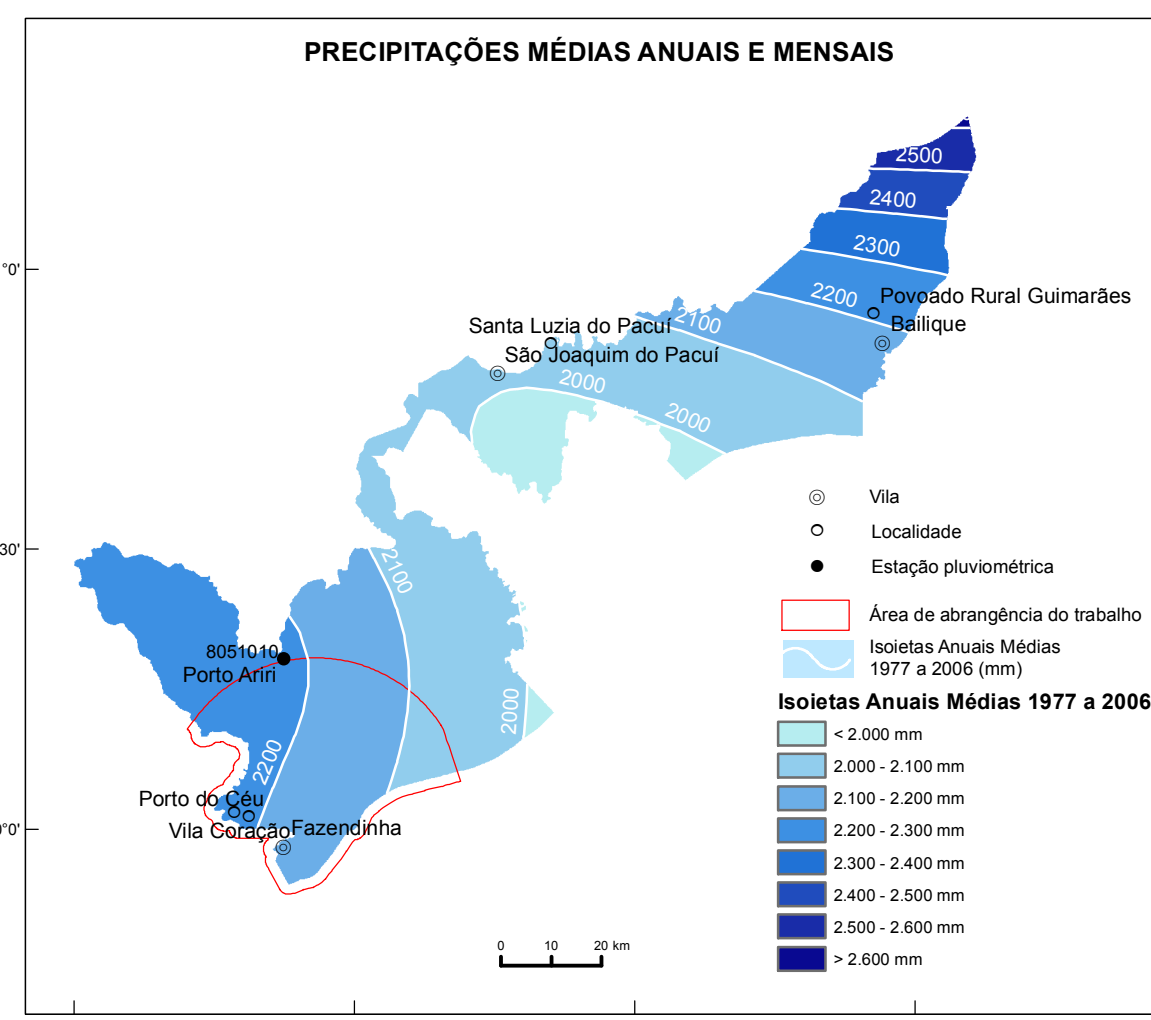 PRECIPITAÇÕES MÉDIAS ANUAIS E MENSAIS
2500
2400
2300
2200
2100
°0'
Povoado Rural Guimarães
Bailique
Santa Luzia do Pacuí
São Joaquim do Pacuí
2000
2000
Vila
Localidade
Estação pluviométrica
Área de abrangência do trabalho
Isoietas Anuais Médias
1977 a 2006 (mm)
Isoietas Anuais Médias 1977 a 2006
< 2.000 mm
2.000 - 2.100 mm
2.100 - 2.200 mm
2.200 - 2.300 mm
2.300 - 2.400 mm
2.400 - 2.500 mm
2.500 - 2.600 mm
> 2.600 mm
30'
2100
8051010
Porto Ariri
2000
2200
Porto do Céu
Vila Coração
Fazendinha
0°0'
0 10 20 km